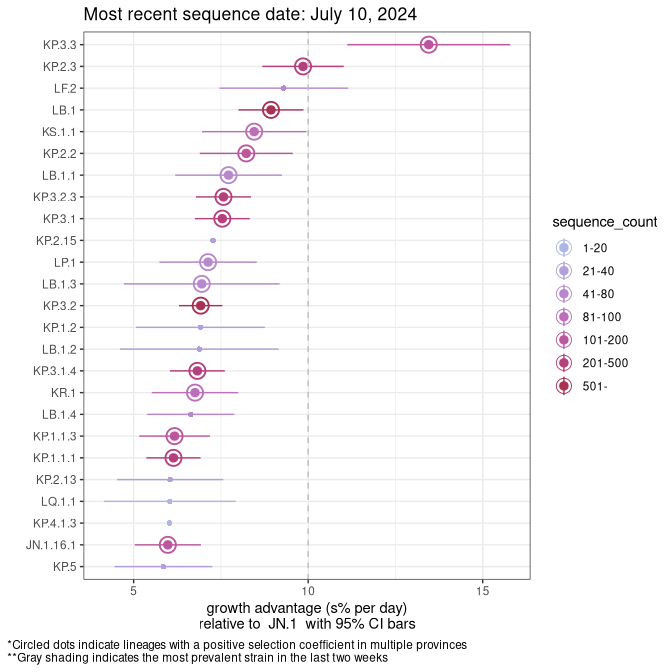 Most recent sequence date: July 10, 2024
KP.3.3
KP.2.3
LF.2
LB.1
KS.1.1
KP.2.2
LB.1.1
KP.3.2.3
KP.3.1
KP.2.15
LP.1
LB.1.3
KP.3.2
KP.1.2
LB.1.2
KP.3.1.4
KR.1
LB.1.4
KP.1.1.3
KP.1.1.1
KP.2.13
LQ.1.1
KP.4.1.3
JN.1.16.1
KP.5
5 10 15
growth advantage (s% per day)
relative to JN.1 with 95% CI bars
sequence_count
1-20
21-40
41-80
81-100
101-200
201-500
501-
*Circled dots indicate lineages with a positive selection coefficient in multiple provinces
**Gray shading indicates the most prevalent strain in the last two weeks